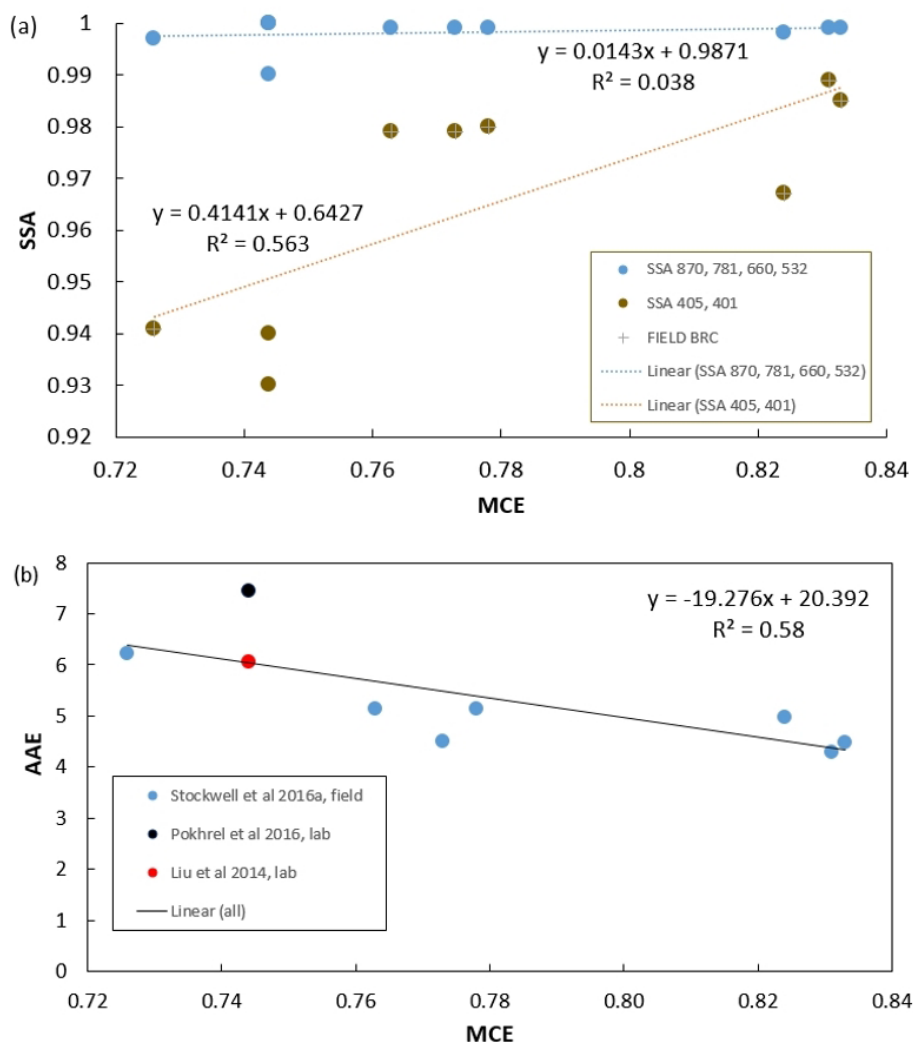 (a)
1
0.99
0.98
0.97
0.96
0.95
0.94
0.93
0.92
SSA
y = 0.0143x + 0.9871
R² = 0.038
y = 0.4141x + 0.6427
R² = 0.563
SSA 870, 781, 660, 532
SSA 405, 401
FIELD BRC
Linear (SSA 870, 781, 660, 532)
Linear (SSA 405, 401)
0.72 0.74 0.76 0.78 0.8 0.82 0.84
MCE
(b)
8
7
6
5
4
3
2
1
0
AAE
y = -19.276x + 20.392
R² = 0.58
Stockwell et al 2016a, field
Pokhrel et al 2016, lab
Liu et al 2014, lab
Linear (all)
0.72 0.74 0.76 0.78 0.80 0.82 0.84
MCE